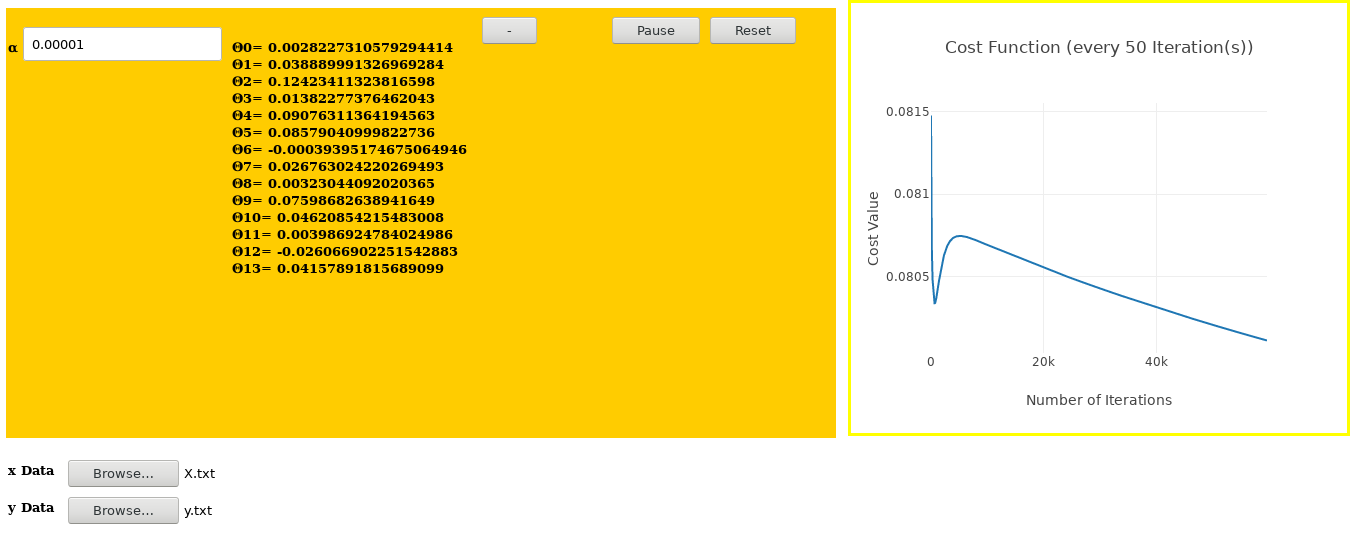 α 0.00001
Θ0= 0.0028227310579294414
Θ1= 0.038889991326969284
Θ2= 0.12423411323816598
Θ3= 0.01382277376462043
Θ4= 0.09076311364194563
Θ5= 0.08579040999822736
Θ6= -0.00039395174675064946
Θ7= 0.026763024220269493
Θ8= 0.00323044092020365
Θ9= 0.07598682638941649
Θ10= 0.04620854215483008
Θ11= 0.003986924784024986
Θ12= -0.026066902251542883
Θ13= 0.04157891815689099
-
Pause
Reset
Cost Function (every 50 Iteration(s))
0.0815
0.081
0.0805
Cost Value
0
20k
40k
Number of Iterations
x Data Browse... X.txt
y Data Browse... y.txt